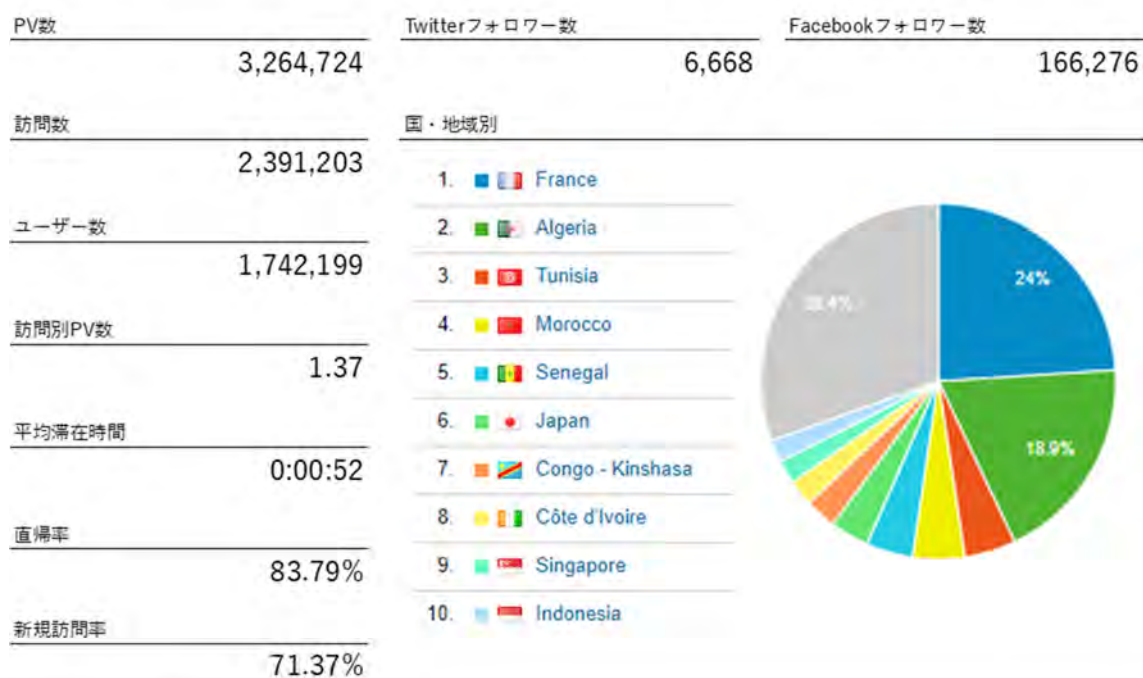 PV数
3,264,724
訪問数
2,391,203
ユーザー数
1,742,199
訪問別PV数
1.37
平均滞在時間
0:00:52
直帰率
83.79%
新規訪問率
71.37%
Twitterフォロワー数
6,668
Facebookフォロワー数
166,276
国・地域別
1. France
2. Algeria
3. Tunisia
4. Morocco
5. Senegal
6. Japan
7. Congo - Kinshasa
8. Côte d'Ivoire
9. Singapore
10. Indonesia
24%
18.9%